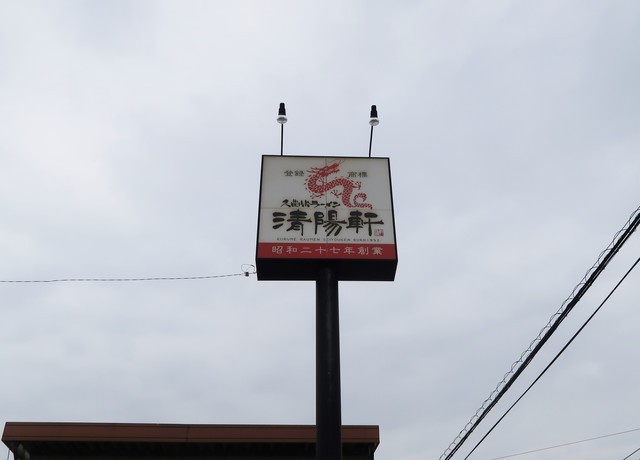 登録 商標
久留米ラーメン
清陽軒
昭和二十七年創業